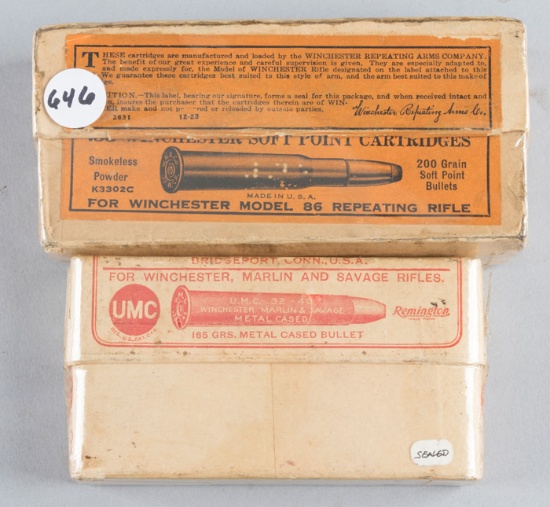 THESE cartridges are manufactured and loaded by the WINCHESTER REPEATING ARMS COMPANY.
The benefit of our great experience and careful supervision is given. They are especially adapted to,
and made expressly for, the Model of WINCHESTER Rifle designated on the label attached to this
We guarantee these cartridges best suited to this style of arm, and the arm best suited to this make of
646
UTION.—This label, bearing our signature, forms a seal for this package, and when received intact and
insures the purchaser that the cartridges therein are of WIN-
make and not or reloaded by outside parties.
Winchester Repeating Arms Co.
2631 12-23
WINCHESTER SOFT POINT CARTRIDGES
Smokeless
Powder
K3302C
200 Grain
Soft Point
Bullets
MADE IN U.S.A.
FOR WINCHESTER MODEL 86 REPEATING RIFLE
BRIDGEPORT, CONN., U.S.A.
FOR WINCHESTER, MARLIN AND SAVAGE RIFLES.
UMC
U.M.C. 32-40
WINCHESTER MARLIN & SAVAGE
METAL CASED
Remington
165 GRS. METAL CASED BULLET
SEALED